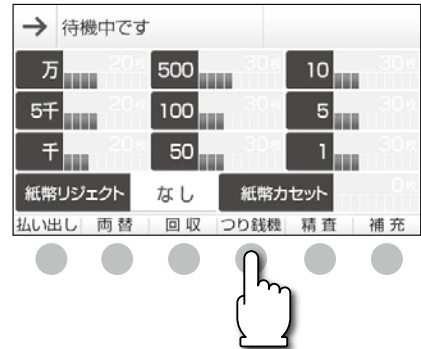 → 待機中です
万 20枚 500 30枚 10 30枚
5千 20枚 100 30枚 5 30枚
千 20枚 50 30枚 1 30枚
紙幣リジェクト なし 紙幣カセット 0枚
払い出し 両替 回収 つり銭機 精査 補充